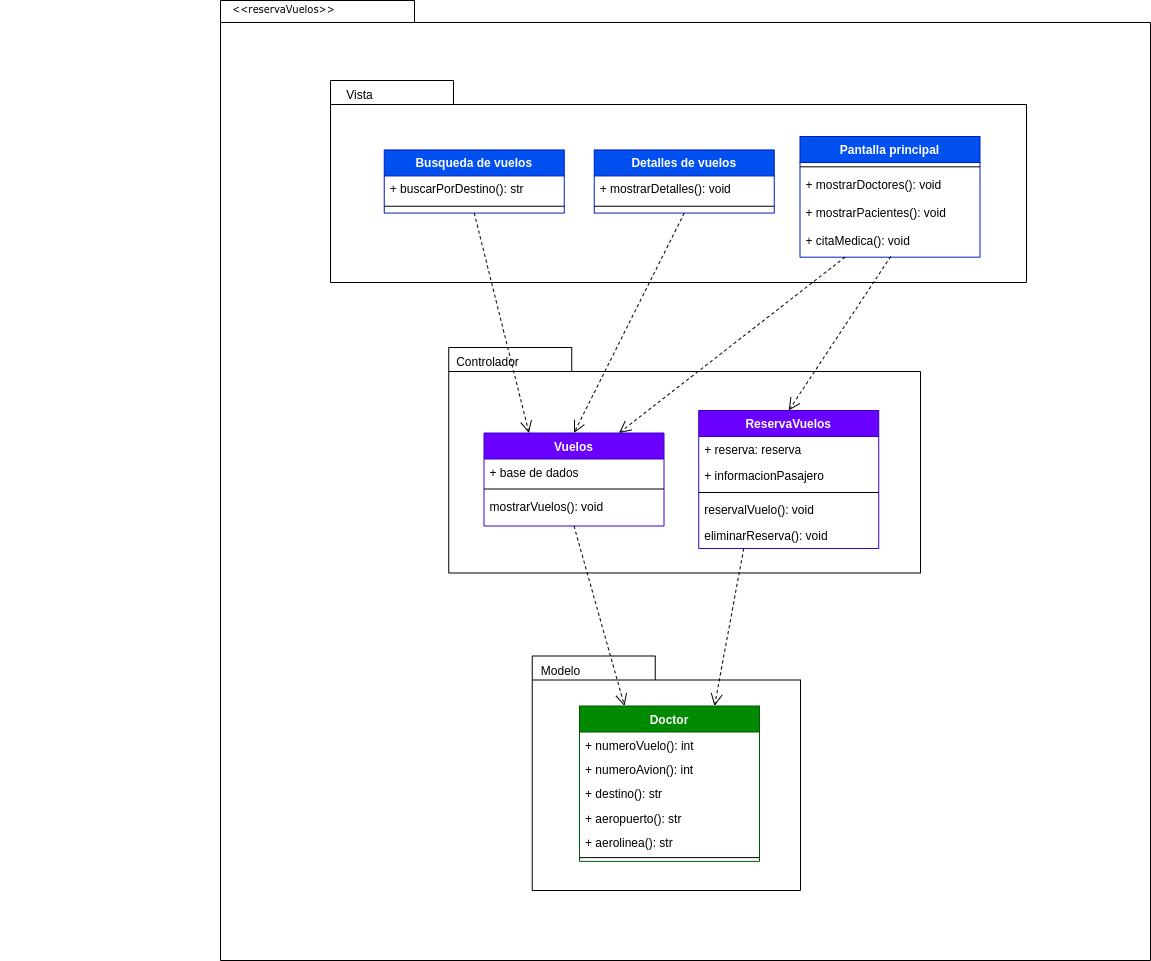 <<reservaVuelos>>
Vista
Busqueda de vuelos
+ buscarPorDestino(): str
Detalles de vuelos
+ mostrarDetalles(): void
Pantalla principal
+ mostrarDoctores(): void
+ mostrarPacientes(): void
+ citaMedica(): void
Controlador
Vuelos
+ base de dados
mostrarVuelos(): void
ReservaVuelos
+ reserva: reserva
+ informacionPasajero
reservalVuelo(): void
eliminarReserva(): void
Modelo
Doctor
+ numeroVuelo(): int
+ numeroAvion(): int
+ destino(): str
+ aeropuerto(): str
+ aerolinea(): str